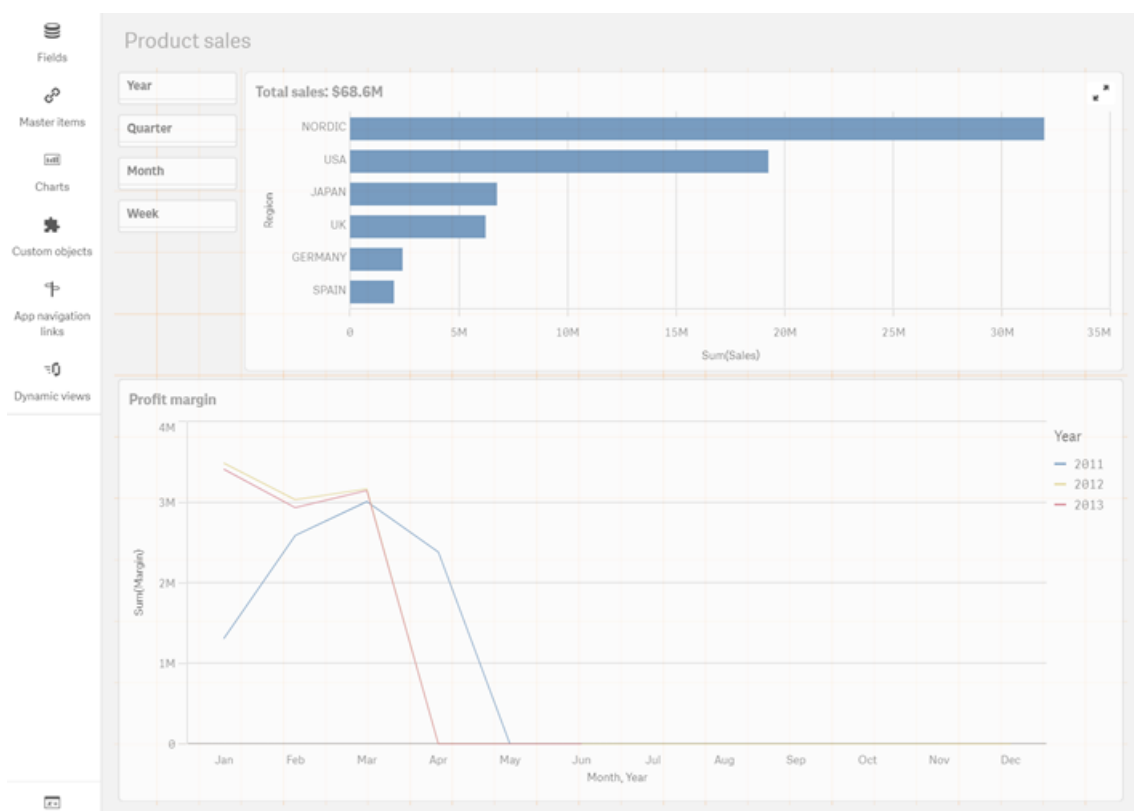 Fields
Master items
Charts
Custom objects
App navigation
links
Dynamic views
Product sales
Year
Quarter
Month
Week
Total sales: $68.6M
Region
NORDIC
USA
JAPAN
UK
GERMANY
SPAIN
0 5M 10M 15M 20M 25M 30M 35M
Sum(Sales)
Profit margin
Sum(Margin)
4M
3M
2M
1M
0
Jan Feb Mar Apr May Jun Jul Aug Sep Oct Nov Dec
Month, Year
Year
2011
2012
2013